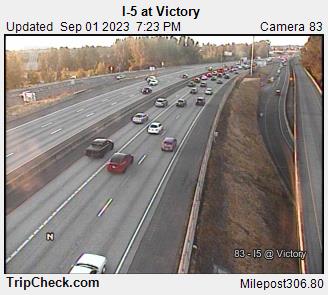 I-5 at Victory
Updated Sep 01 2023 7:23 PM Camera 83
N
83 - I5 @ Victory
TripCheck.com Milepost306.80